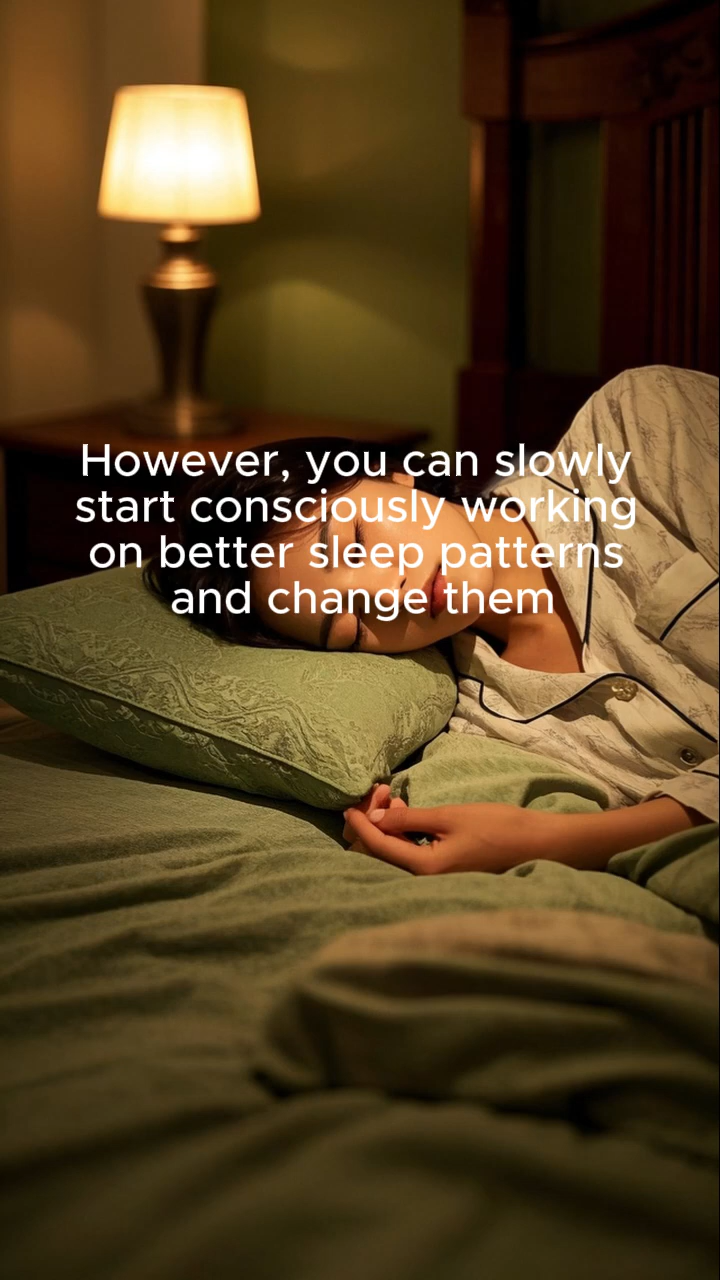 However, you can slowly
start consciously working
on better sleep patterns
and change them